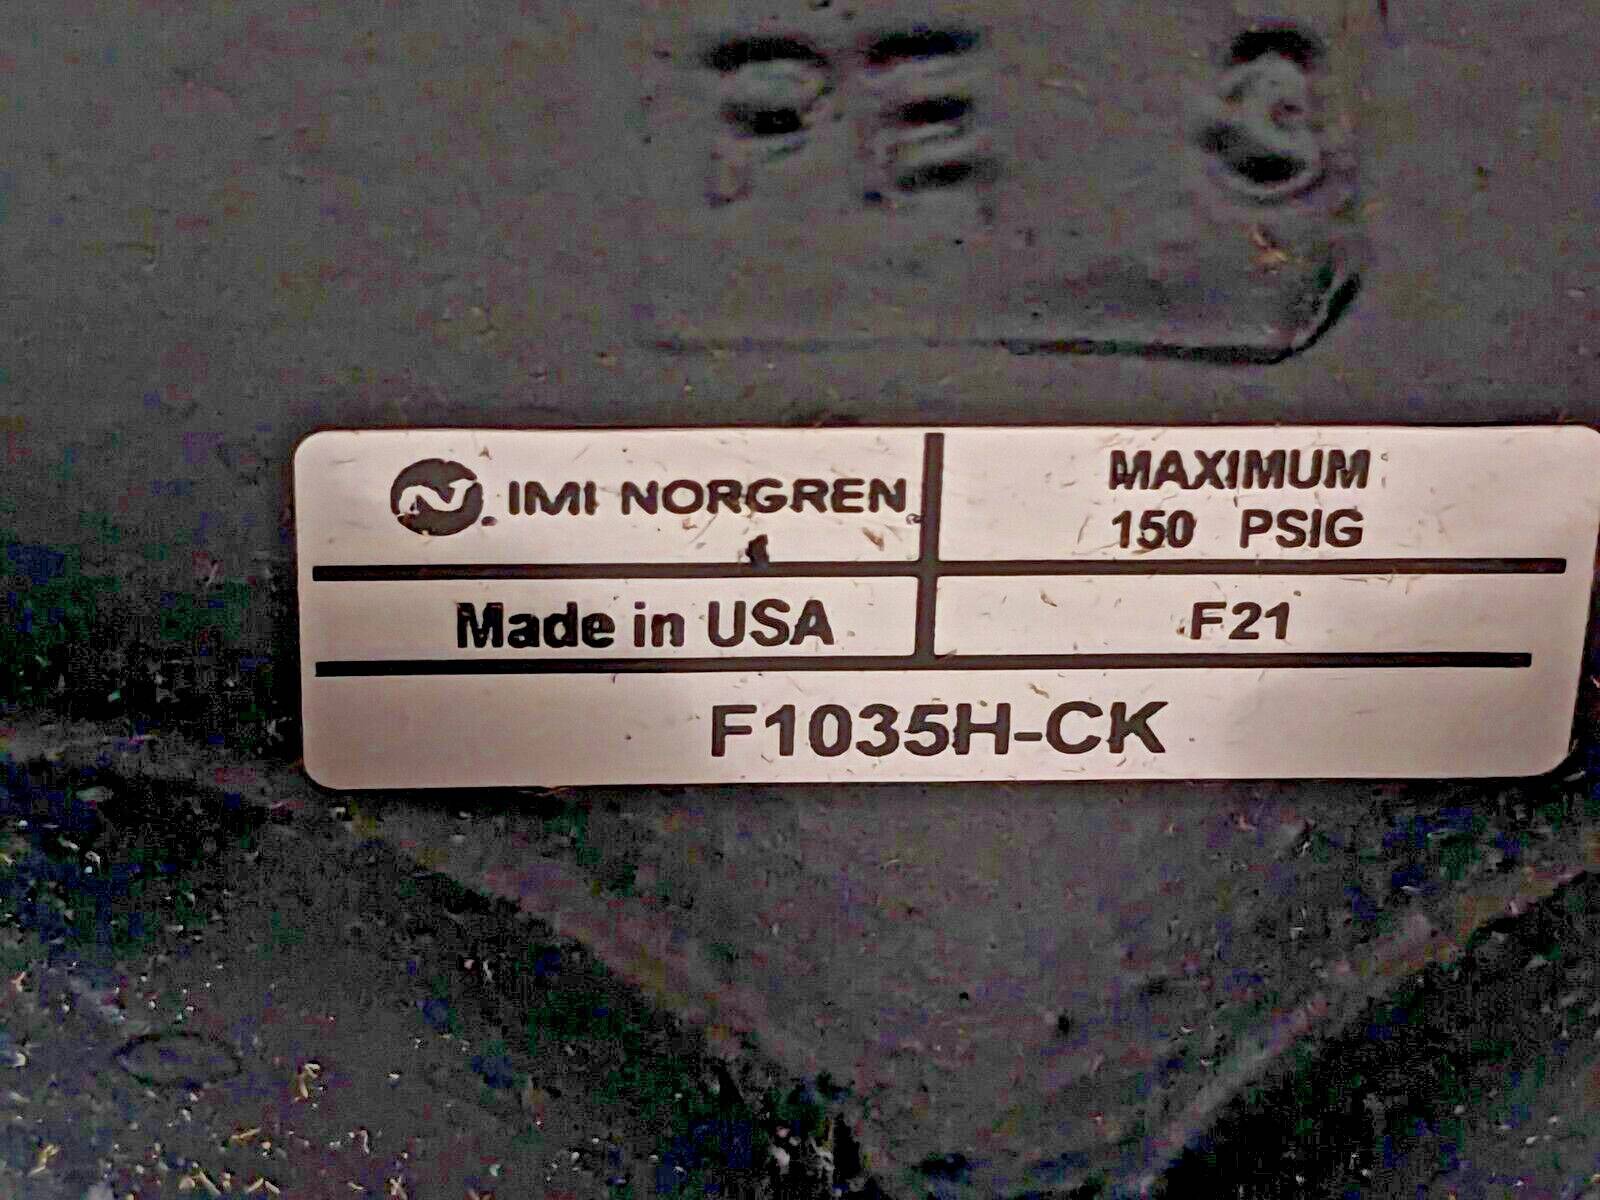 IMI NORGREN
MAXIMUM
150 PSIG
Made in USA
F21
F1035H-CK